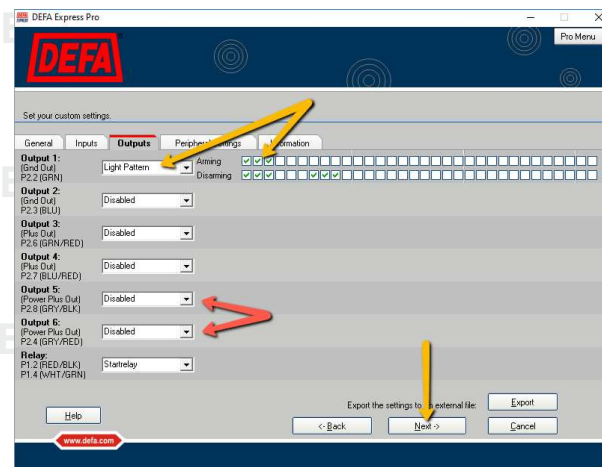 DEFA Express Pro
Pro Menu
DEFA
Set your custom settings.
General Inputs Outputs Peripheral Settings Information
Output 1:
(Gnd Out)
P2.2 (GRN)
Light Pattern
Arming
Disarming
Output 2:
(Gnd Out)
P2.3 (BLU)
Disabled
Output 3:
(Plus Out)
P2.6 (GRN/RED)
Disabled
Output 4:
(Plus Out)
P2.7 (BLU/RED)
Disabled
Output 5:
(Power Plus Out)
P2.8 (GRY/BLK)
Disabled
Output 6:
(Power Plus Out)
P2.4 (GRY/RED)
Disabled
Relay:
P1.2 (RED/BLK)
P1.4 (WHT/GRN)
Startrelay
Export the settings to an external file:
Export
Help
<- Back
Next ->
Cancel
www.defa.com